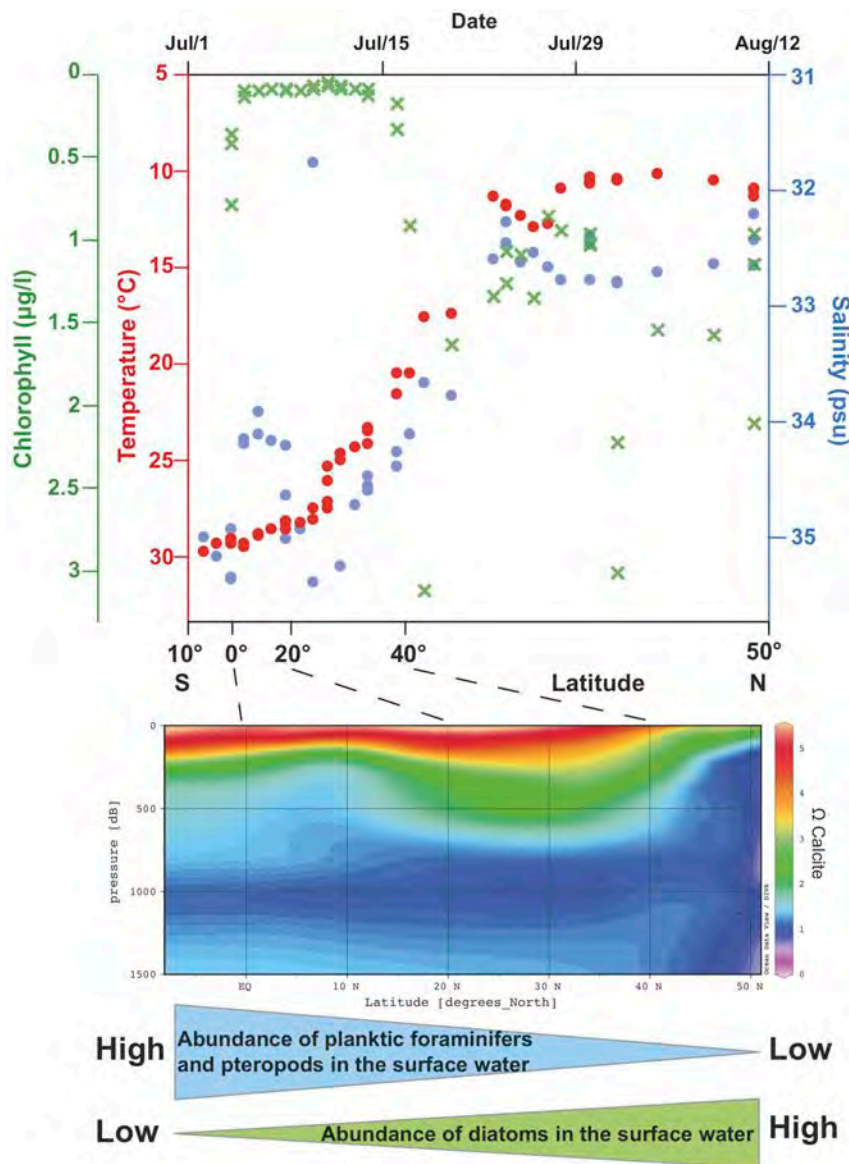 Date
Jul/1 Jul/15 Jul/29 Aug/12
Chlorophyll (µg/l)
0
0.5
1
1.5
2
2.5
3
Temperature (°C)
5
10
15
20
25
30
Salinity (psu)
31
32
33
34
35
10° 0° 20° 40° 50°
S Latitude N
pressure [dB]
0
500
1000
1500
EQ 10 N 20 N 30 N 40 N 50 N
Latitude [degrees_North]
Ocean Data View / DIVA
5
4
3
2
1
0
Ω Calcite
High Abundance of planktic foraminifers Low
and pteropods in the surface water
Low Abundance of diatoms in the surface water High